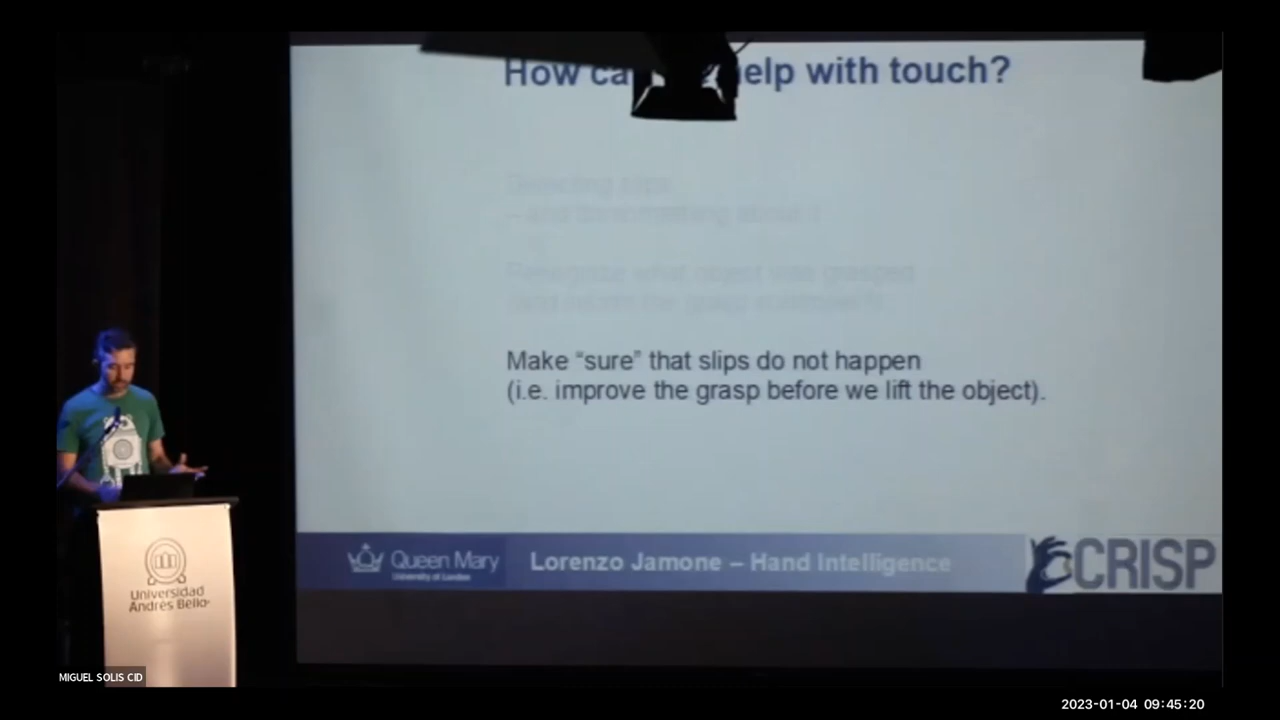 How ca elp with touch?
Make “sure” that slips do not happen
(i.e. improve the grasp before we lift the object).
Queen Mary
University of London
Lorenzo Jamone – Hand Intelligence
CRISP
Universidad
Andrés Bello
MIGUEL SOLIS CID
2023-01-04 09:45:20